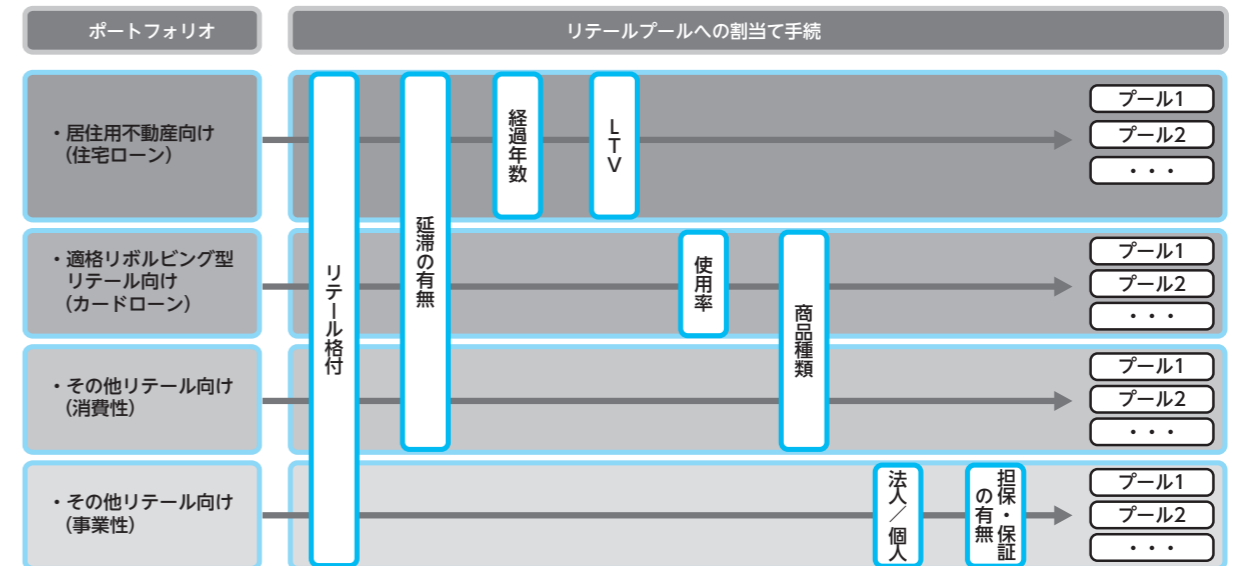 ポートフォリオ
リテールプールへの割当て手続
・居住用不動産向け
（住宅ローン）
・適格リボルビング型
リテール向け
（カードローン）
・その他リテール向け
（消費性）
・その他リテール向け
（事業性）
リテール格付
延滞の有無
経過年数
LTV
使用率
商品種類
法人／個人
担保・保証
の有無
プール1
プール2
・・・
プール1
プール2
・・・
プール1
プール2
・・・
プール1
プール2
・・・